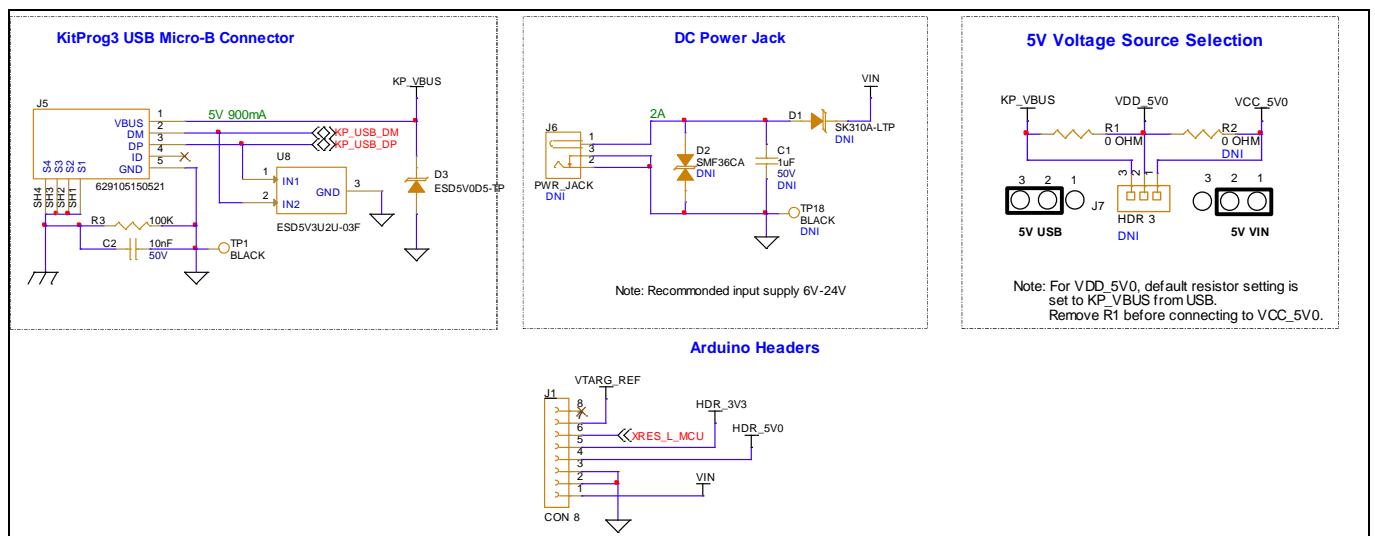 KitProg3 USB Micro-B Connector
KP_VBUS
J5
5V 900mA
VBUS
1
DM
2
KP_USB_DM
DP
3
KP_USB_DP
ID
4
GND
5
S4
S3
S2
S1
629105150521
SH4
SH3
SH2
SH1
U8
1
IN1
2
IN2
GND
3
ESD5V3U2U-03F
D3
ESD5V0D5-TP
R3
100K
C2
10nF
50V
TP1
BLACK
DC Power Jack
VIN
2A
D1
SK310A-LTP
DNI
J6
1
3
2
PWR_JACK
DNI
D2
SMF36CA
DNI
C1
1uF
50V
DNI
TP18
BLACK
DNI
Note: Recommonded input supply 6V-24V
5V Voltage Source Selection
KP_VBUS
VDD_5V0
VCC_5V0
R1
0 OHM
R2
0 OHM
DNI
3
2
1
3 2 1
J7
HDR 3
DNI
3
2
1
5V USB
5V VIN
Note: For VDD_5V0, default resistor setting is
set to KP_VBUS from USB.
Remove R1 before connecting to VCC_5V0.
Arduino Headers
VTARG_REF
J1
8
7
6
XRES_L_MCU
5
HDR_3V3
4
HDR_5V0
3
2
1
VIN
CON 8